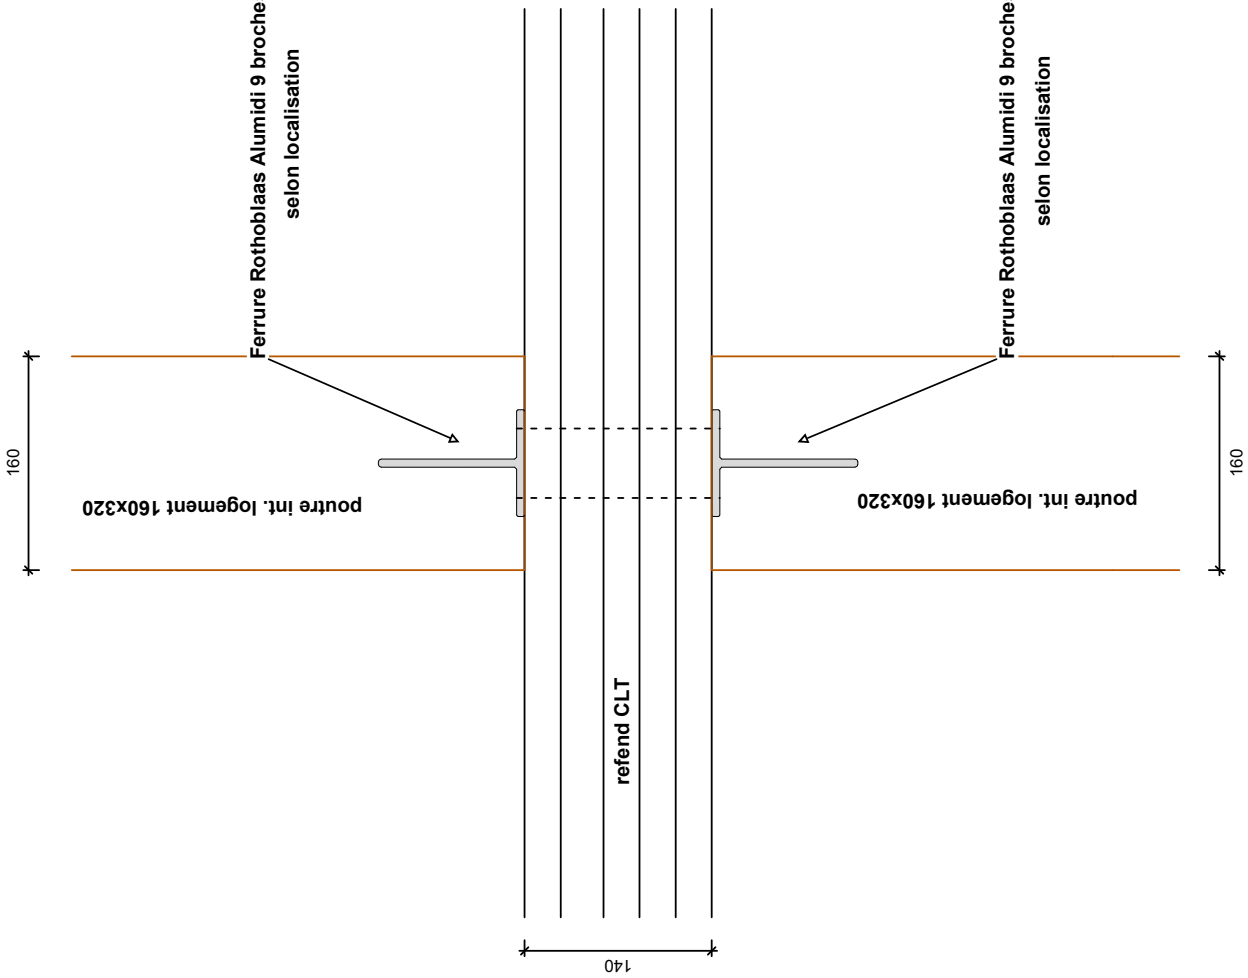 Ferrure Rothoblaas Alumidi 9 broche
selon localisation
Ferrure Rothoblaas Alumidi 9 broche
selon localisation
160
poutre int. logement 160x320
poutre int. logement 160x320
160
refend CLT
140